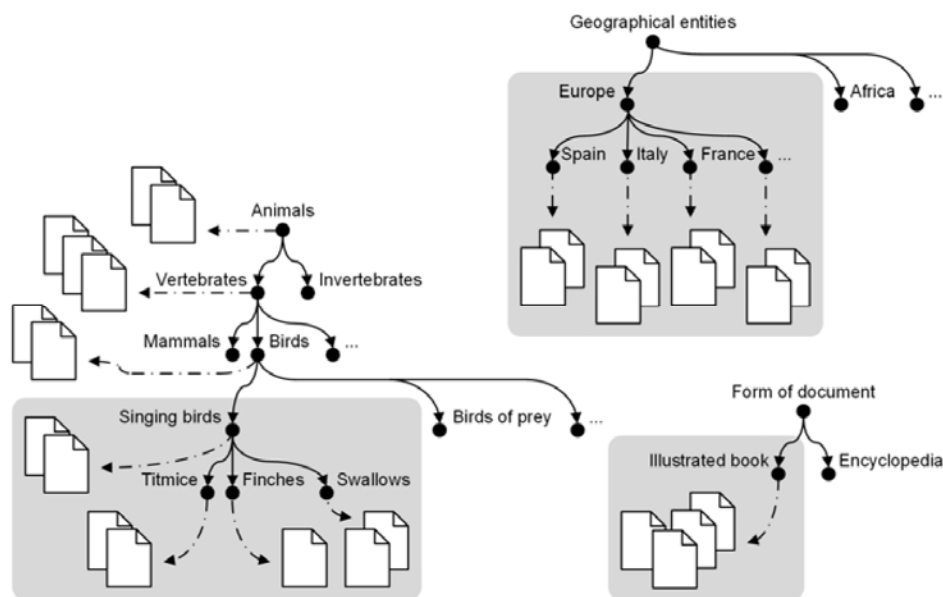 Geographical entities
Europe
Africa
...
Spain
Italy
France
...
Animals
Vertebrates
Invertebrates
Mammals
Birds
...
Singing birds
Birds of prey
...
Titmice
Finches
Swallows
Form of document
Illustrated book
Encyclopedia